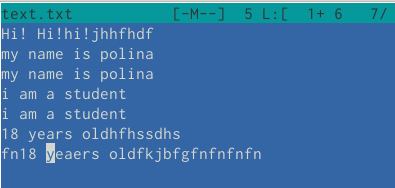 text.txt [-M--] 5 L:[ 1+ 6 7/
Hi! Hi!hi!jhhfhdf
my name is polina
my name is polina
i am a student
i am a student
18 years oldhfhssdhs
fn18 yeaers oldfkjbfgfnfnfnfn